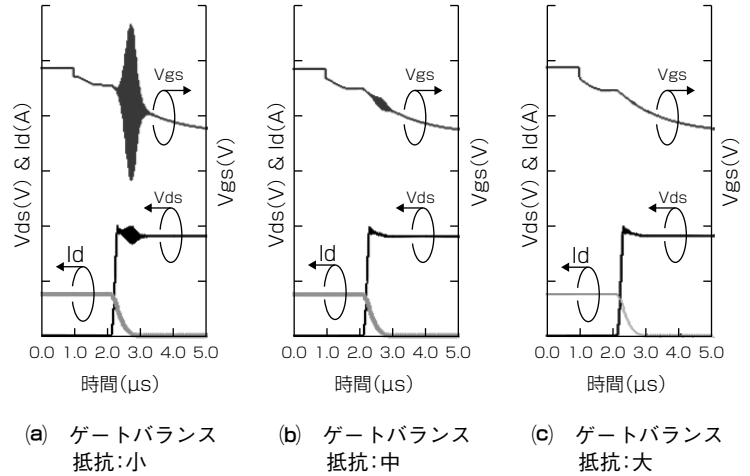 Vds(V) & Id(A)
Vgs
Vds
Id
Vgs(V)
0.0 1.0 2.0 3.0 4.0 5.0
時間(μs)
(a) ゲートバランス
抵抗:小
Vds(V) & Id(A)
Vgs
Vds
Id
Vgs(V)
0.0 1.0 2.0 3.0 4.0 5.0
時間(μs)
(b) ゲートバランス
抵抗:中
Vds(V) & Id(A)
Vgs
Vds
Id
Vgs(V)
0.0 1.0 2.0 3.0 4.0 5.0
時間(μs)
(c) ゲートバランス
抵抗:大